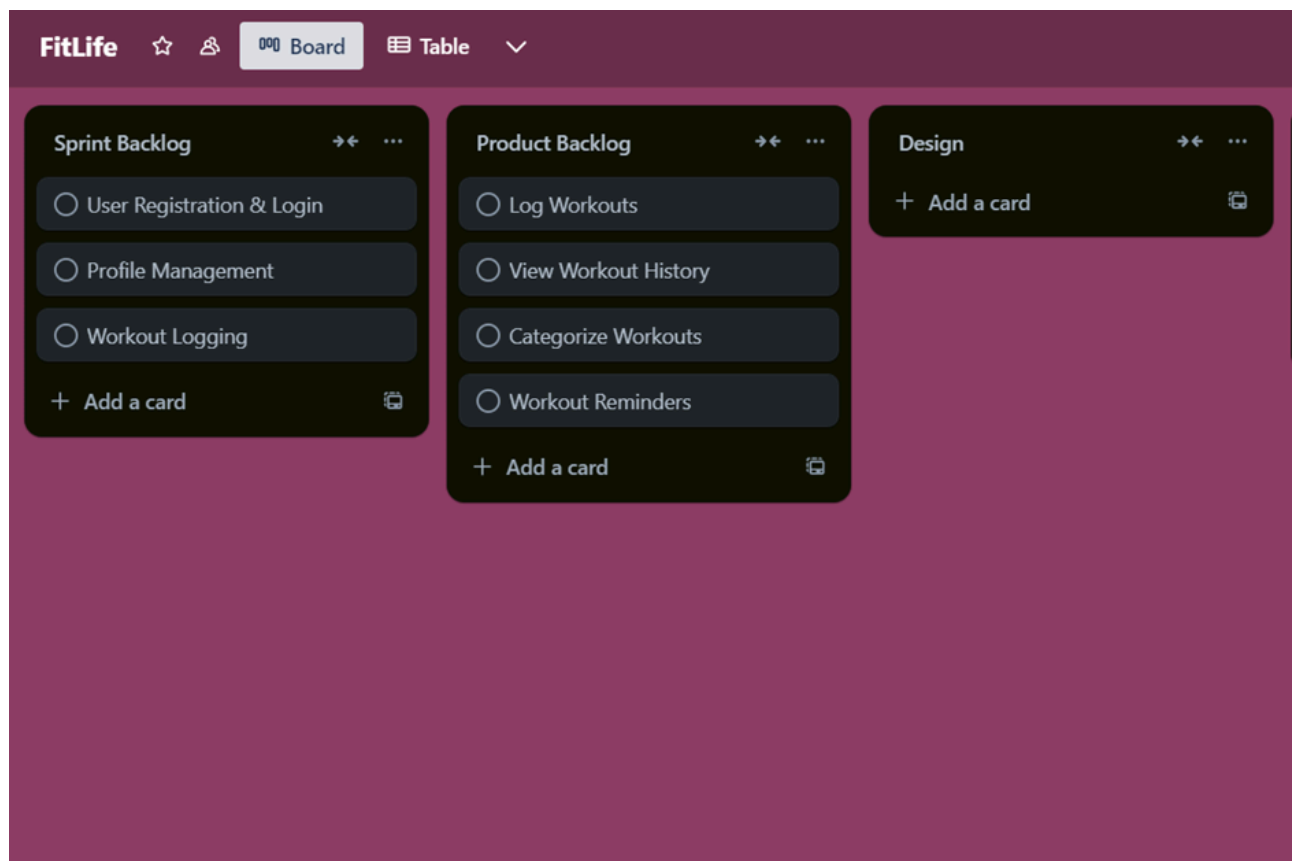 FitLife Board Table
Sprint Backlog
User Registration & Login
Profile Management
Workout Logging
+ Add a card
Product Backlog
Log Workouts
View Workout History
Categorize Workouts
Workout Reminders
+ Add a card
Design
+ Add a card